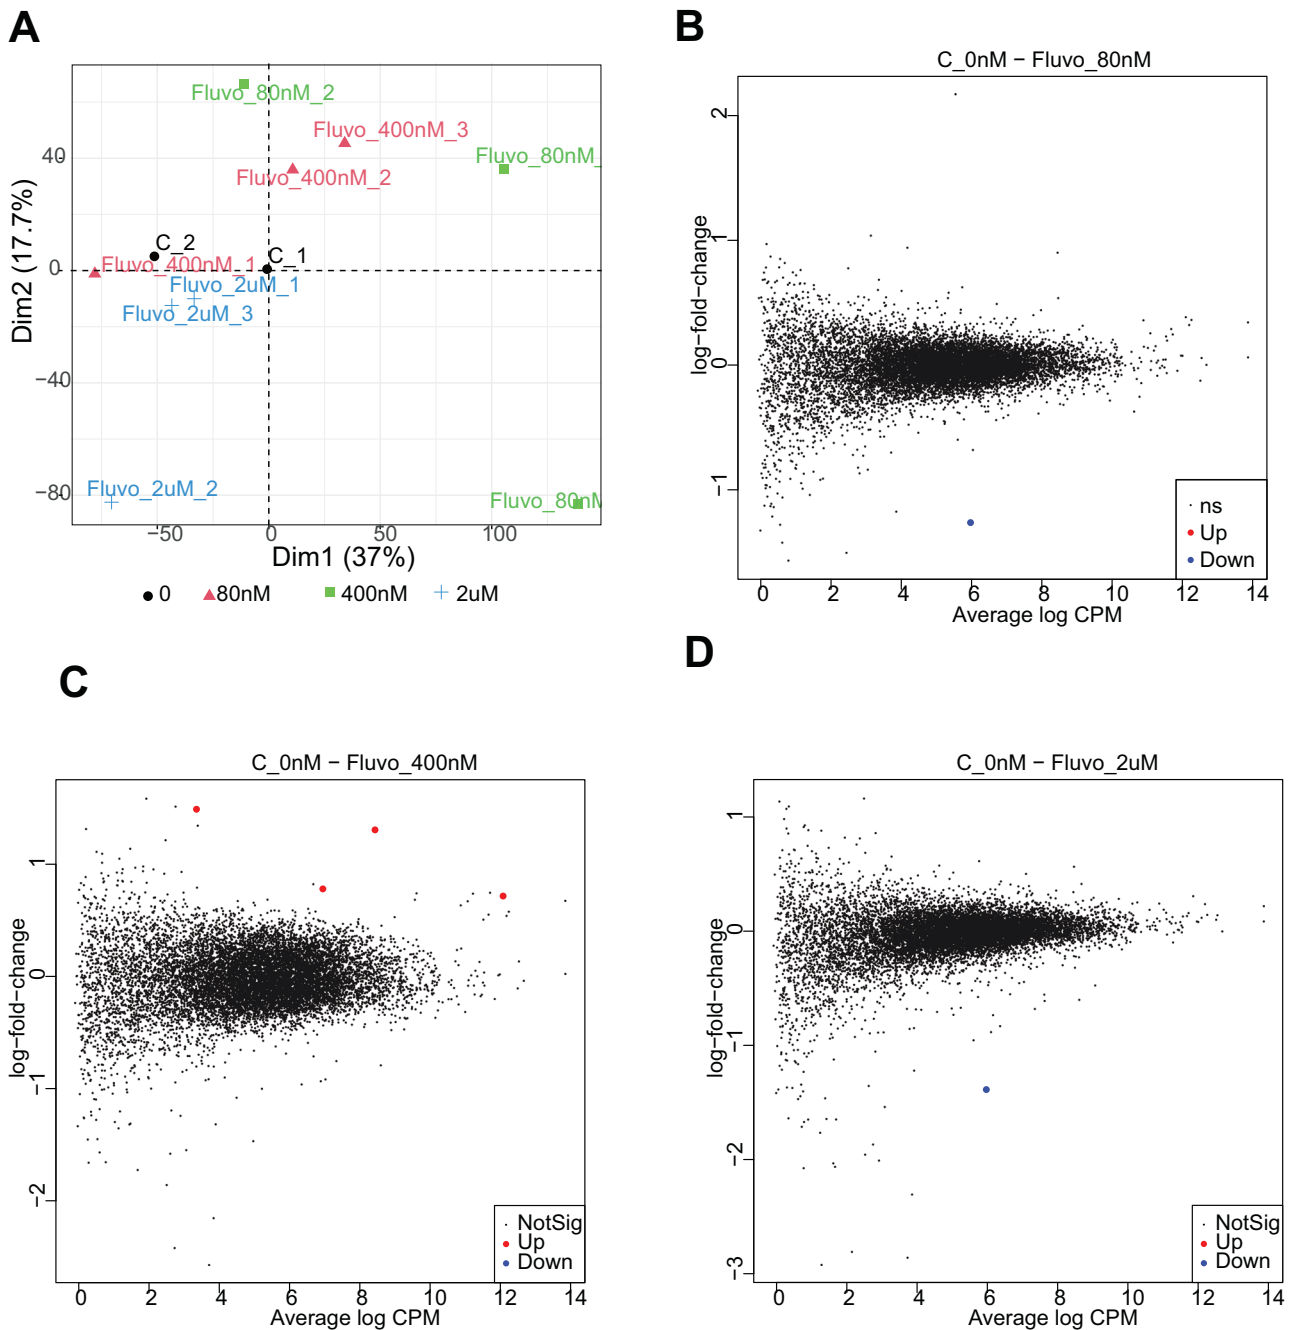 A
Fluvo_80nM_2
Fluvo_400nM_3
Fluvo_80nM_
Fluvo_400nM_2
C_2
C_1
Fluvo_400nM_1
Fluvo_2uM_1
Fluvo_2uM_3
Fluvo_2uM_2
Fluvo_80nM
40
0
−40
−80
Dim2 (17.7%)
−50 0 50 100
Dim1 (37%)
0 80nM 400nM 2uM
B
C_0nM − Fluvo_80nM
2
1
0
−1
log−fold−change
ns
Up
Down
0 2 4 6 8 10 12 14
Average log CPM
C
C_0nM − Fluvo_400nM
1
0
−1
−2
log−fold−change
NotSig
Up
Down
0 2 4 6 8 10 12 14
Average log CPM
D
C_0nM − Fluvo_2uM
1
0
−1
−2
−3
log−fold−change
NotSig
Up
Down
0 2 4 6 8 10 12 14
Average log CPM